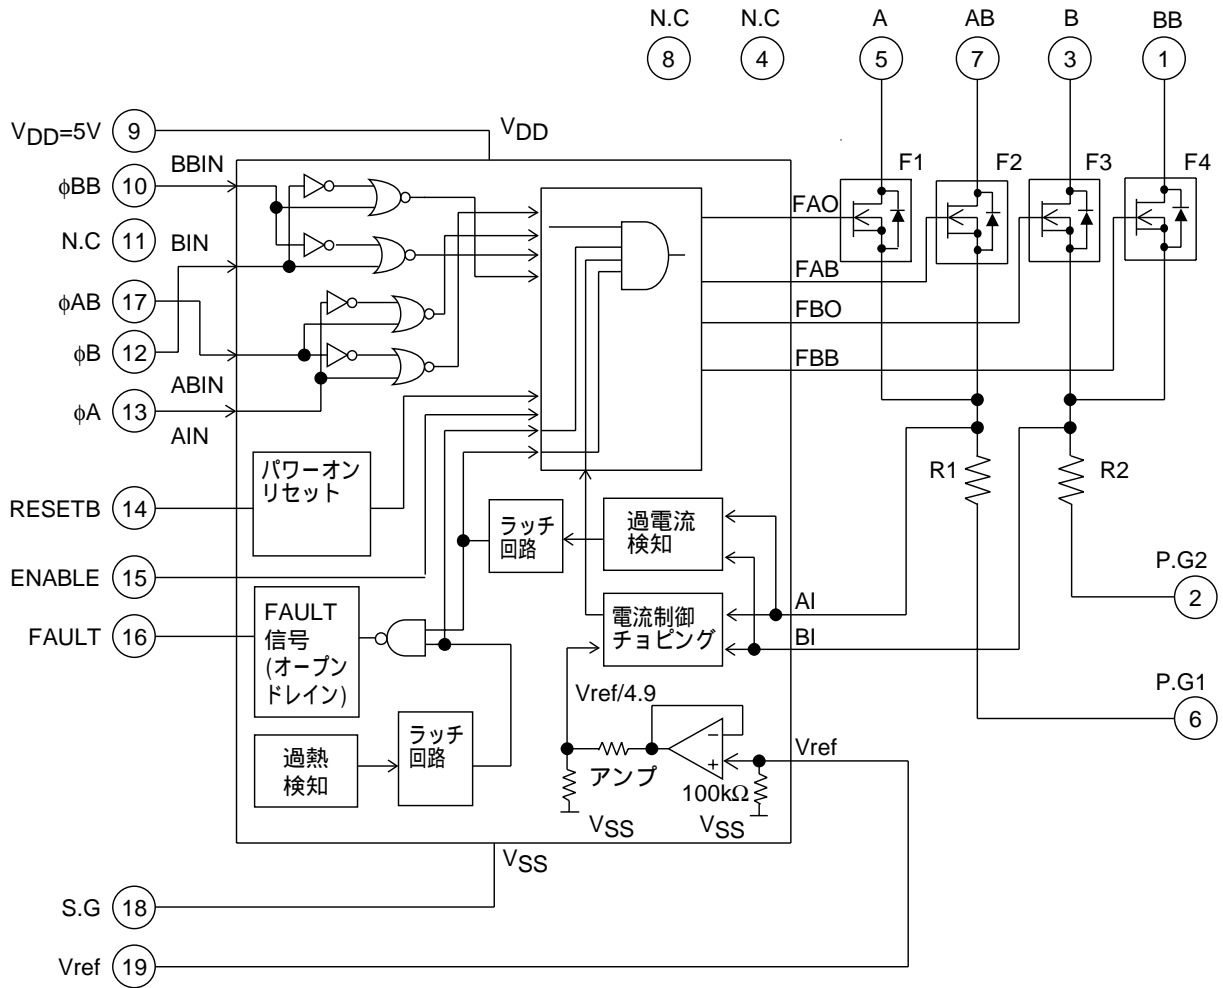 N.C
N.C
A
AB
B
BB
8
4
5
7
3
1
VDD=5V
9
VDD
BBIN
φBB
10
F1
F2
F3
F4
FAO
N.C
11
BIN
φAB
17
FAB
FBO
φB
12
FBB
ABIN
φA
13
AIN
パワーオン
リセット
R1
R2
RESETB
14
ラッチ
回路
過電流
検知
ENABLE
15
P.G2
2
FAULT
信号
(オープン
ドレイン)
電流制御
チョピング
AI
BI
FAULT
16
P.G1
6
Vref/4.9
ラッチ
回路
過熱
検知
−
+
Vref
アンプ
100kΩ
VSS
VSS
VSS
S.G
18
Vref
19